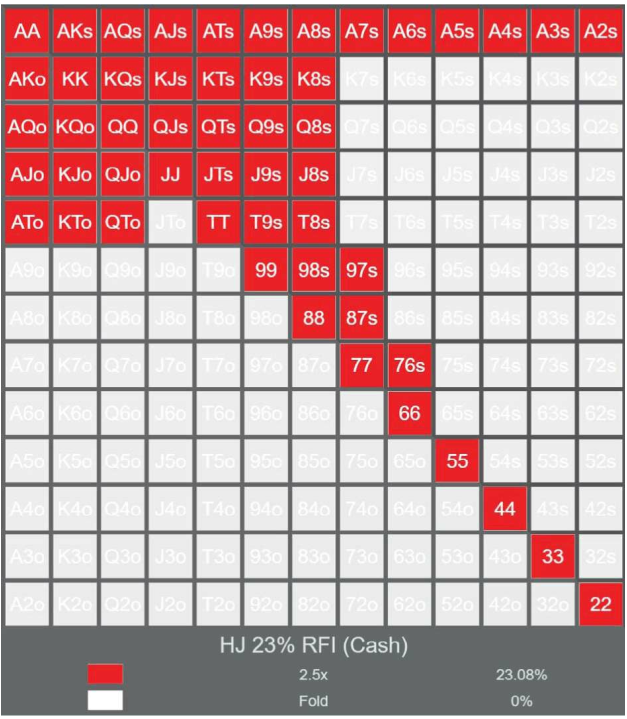 AA AKs AQs AJs ATs A9s A8s A7s A6s A5s A4s A3s A2s
AKo KK KQs KJs KTs K9s K8s K7s K6s K5s K4s K3s K2s
AQo KQo QQ QJs QTs Q9s Q8s Q7s Q6s Q5s Q4s Q3s Q2s
AJo KJo QJo JJ JTs J9s J8s J7s J6s J5s J4s J3s J2s
ATo KTo QTo JTo TT T9s T8s T7s T6s T5s T4s T3s T2s
A9o K9o Q9o J9o T9o 99 98s 97s 96s 95s 94s 93s 92s
A8o K8o Q8o J8o T8o 98o 88 87s 86s 85s 84s 83s 82s
A7o K7o Q7o J7o T7o 97o 87o 77 76s 75s 74s 73s 72s
A6o K6o Q6o J6o T6o 96o 86o 76o 66 65s 64s 63s 62s
A5o K5o Q5o J5o T5o 95o 85o 75o 65o 55 54s 53s 52s
A4o K4o Q4o J4o T4o 94o 84o 74o 64o 54o 44 43s 42s
A3o K3o Q3o J3o T3o 93o 83o 73o 63o 53o 43o 33 32s
A2o K2o Q2o J2o T2o 92o 82o 72o 62o 52o 42o 32o 22
HJ 23% RFI (Cash)
2.5x 23.08%
Fold 0%